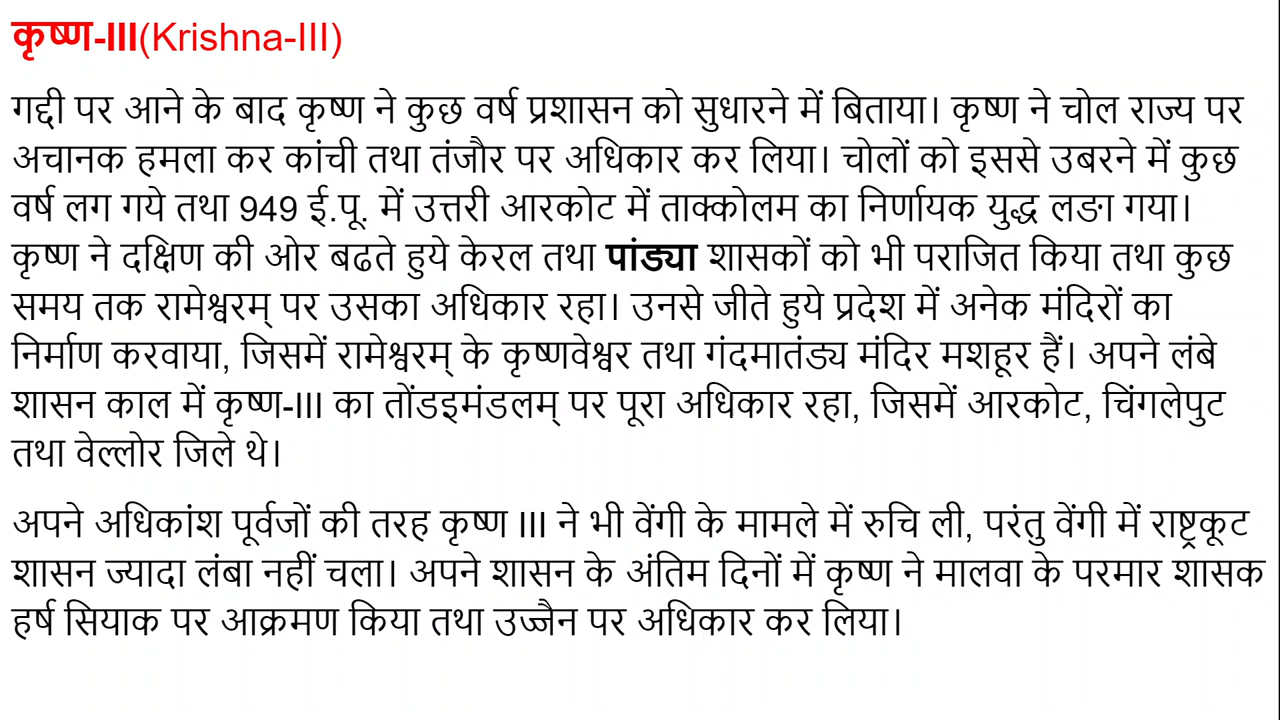 कृष्ण-III(Krishna-III)
गद्दी पर आने के बाद कृष्ण ने कुछ वर्ष प्रशासन को सुधारने में बिताया। कृष्ण ने चोल राज्य पर
अचानक हमला कर कांची तथा तंजौर पर अधिकार कर लिया। चोलों को इससे उबरने में कुछ
वर्ष लग गये तथा 949 ई.पू. में उत्तरी आरकोट में ताक्कोलम का निर्णायक युद्ध लङा गया।
कृष्ण ने दक्षिण की ओर बढते हुये केरल तथा पांड्या शासकों को भी पराजित किया तथा कुछ
समय तक रामेश्वरम् पर उसका अधिकार रहा। उनसे जीते हुये प्रदेश में अनेक मंदिरों का
निर्माण करवाया, जिसमें रामेश्वरम् के कृष्णवेश्वर तथा गंदमातंड्य मंदिर मशहूर हैं। अपने लंबे
शासन काल में कृष्ण-III का तोंडइमंडलम् पर पूरा अधिकार रहा, जिसमें आरकोट, चिंगलेपुट
तथा वेल्लोर जिले थे।
अपने अधिकांश पूर्वजों की तरह कृष्ण III ने भी वेंगी के मामले में रुचि ली, परंतु वेंगी में राष्ट्रकूट
शासन ज्यादा लंबा नहीं चला। अपने शासन के अंतिम दिनों में कृष्ण ने मालवा के परमार शासक
हर्ष सियाक पर आक्रमण किया तथा उज्जैन पर अधिकार कर लिया।